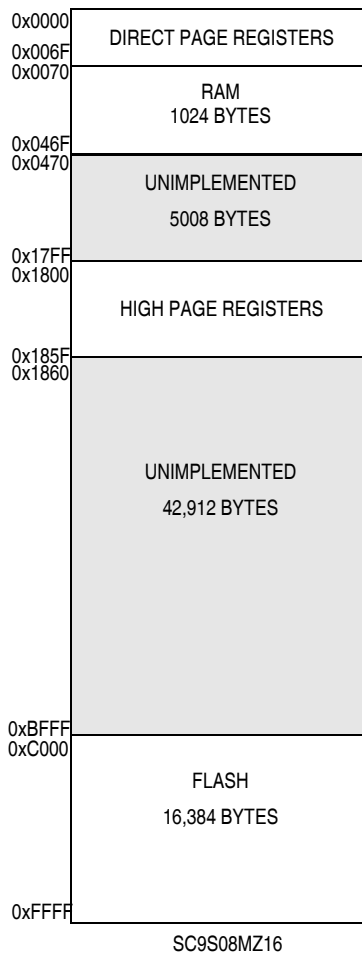 0x0000
DIRECT PAGE REGISTERS
0x006F
0x0070
RAM
1024 BYTES
0x046F
0x0470
UNIMPLEMENTED
5008 BYTES
0x17FF
0x1800
HIGH PAGE REGISTERS
0x185F
0x1860
UNIMPLEMENTED
42,912 BYTES
0xBFFF
0xC000
FLASH
16,384 BYTES
0xFFFF
SC9S08MZ16